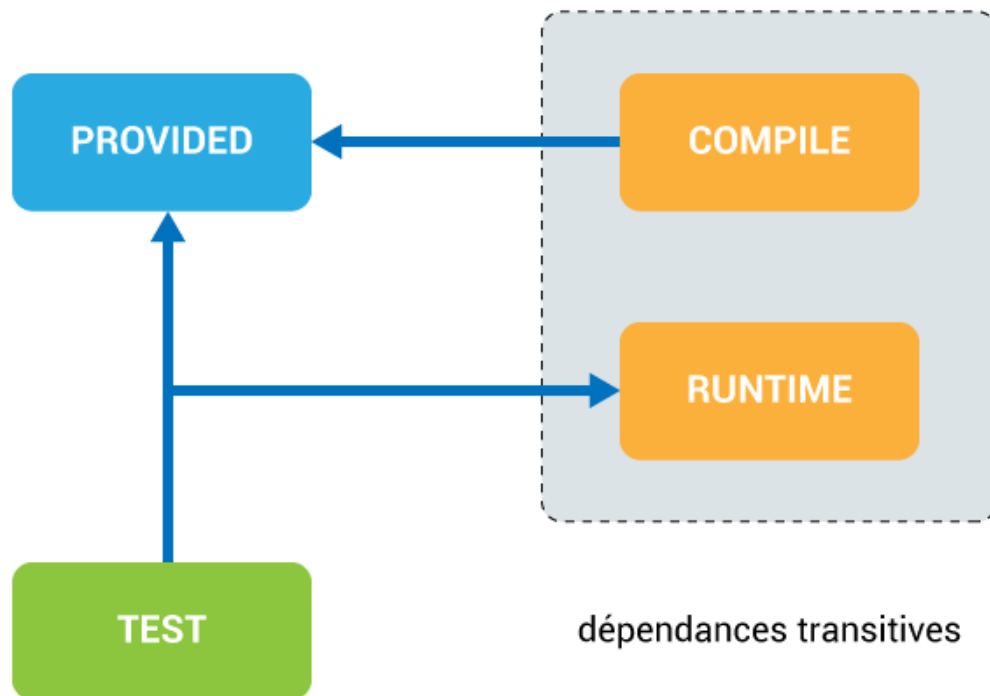 PROVIDED
COMPILE
RUNTIME
TEST
dépendances transitives